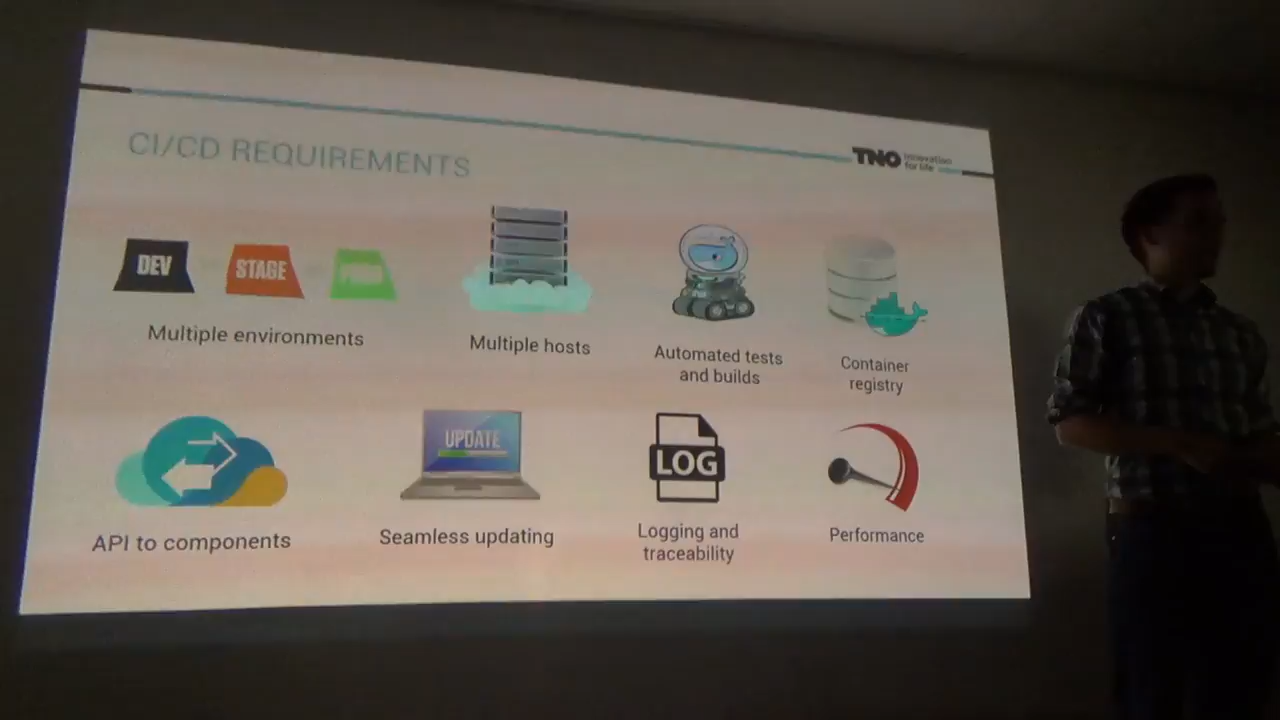 CI/CD REQUIREMENTS
TNO innovation
for life
DEV
STAGE
Multiple environments
Multiple hosts
Automated tests
and builds
Container
registry
UPDATE
LOG
API to components
Seamless updating
Logging and
traceability
Performance